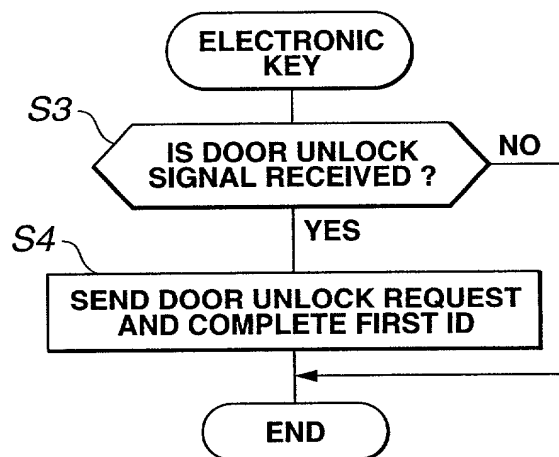 ELECTRONIC
KEY
S3
IS DOOR UNLOCK
SIGNAL RECEIVED ?
NO
YES
S4
SEND DOOR UNLOCK REQUEST
AND COMPLETE FIRST ID
END